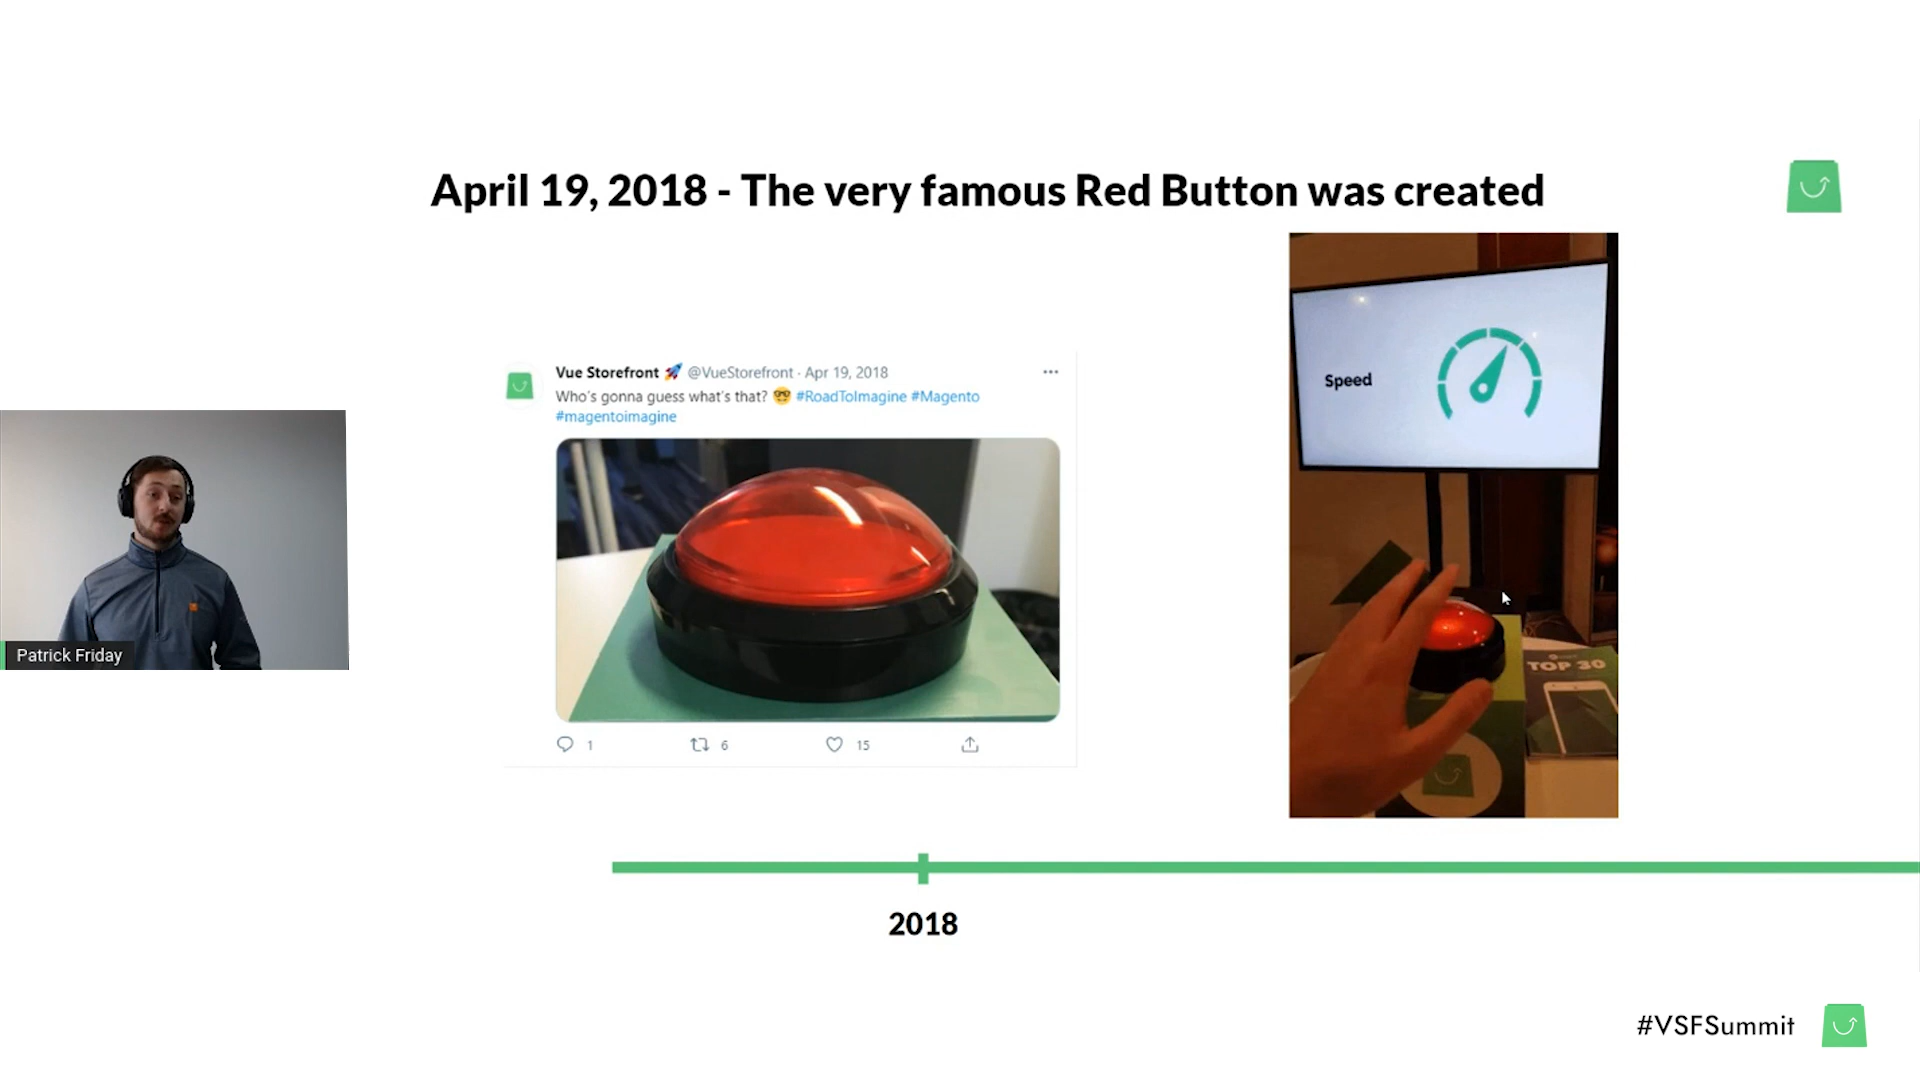 April 19, 2018 - The very famous Red Button was created
Vue Storefront 🚀 @VueStorefront · Apr 19, 2018
Who's gonna guess what's that? 🤓 #RoadToImagine #Magento
#magentoimagine
1 6 15
Speed
TOP 30
Patrick Friday
2018
#VSFSummit